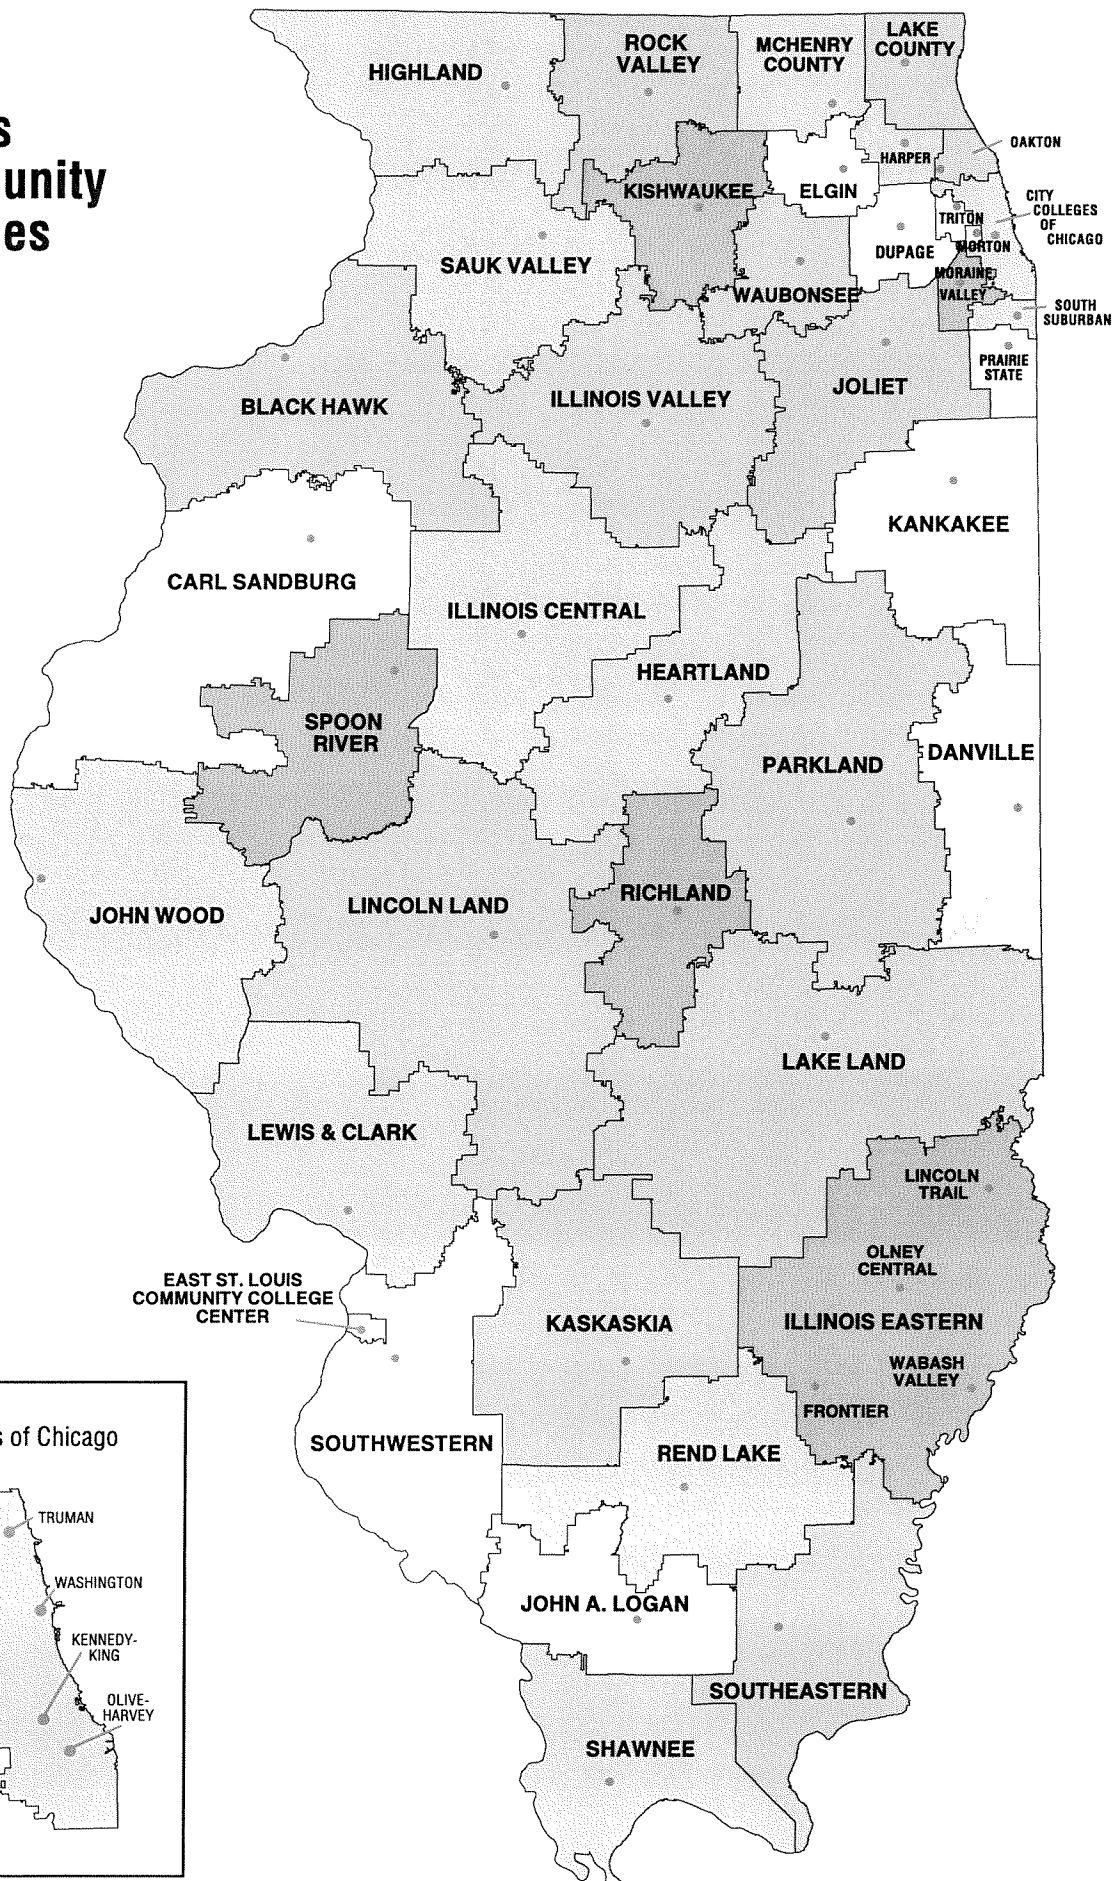 s
unity
es
HIGHLAND
ROCK
VALLEY
MCHENRY
COUNTY
LAKE
COUNTY
OAKTON
HARPER
KISHWAUKEE
ELGIN
CITY
COLLEGES
OF
CHICAGO
TRITON
MORTON
DUPAGE
SAUK VALLEY
MORAINE
VALLEY
WAUBONSEE
SOUTH
SUBURBAN
PRAIRIE
STATE
JOLIET
BLACK HAWK
ILLINOIS VALLEY
KANKAKEE
CARL SANDBURG
ILLINOIS CENTRAL
HEARTLAND
SPOON
RIVER
DANVILLE
PARKLAND
RICHLAND
LINCOLN LAND
JOHN WOOD
LAKE LAND
LEWIS & CLARK
LINCOLN
TRAIL
OLNEY
CENTRAL
EAST ST. LOUIS
COMMUNITY COLLEGE
CENTER
KASKASKIA
ILLINOIS EASTERN
WABASH
VALLEY
FRONTIER
SOUTHWESTERN
REND LAKE
JOHN A. LOGAN
SOUTHEASTERN
SHAWNEE
s of Chicago
TRUMAN
WASHINGTON
KENNEDY-
KING
OLIVE-
HARVEY